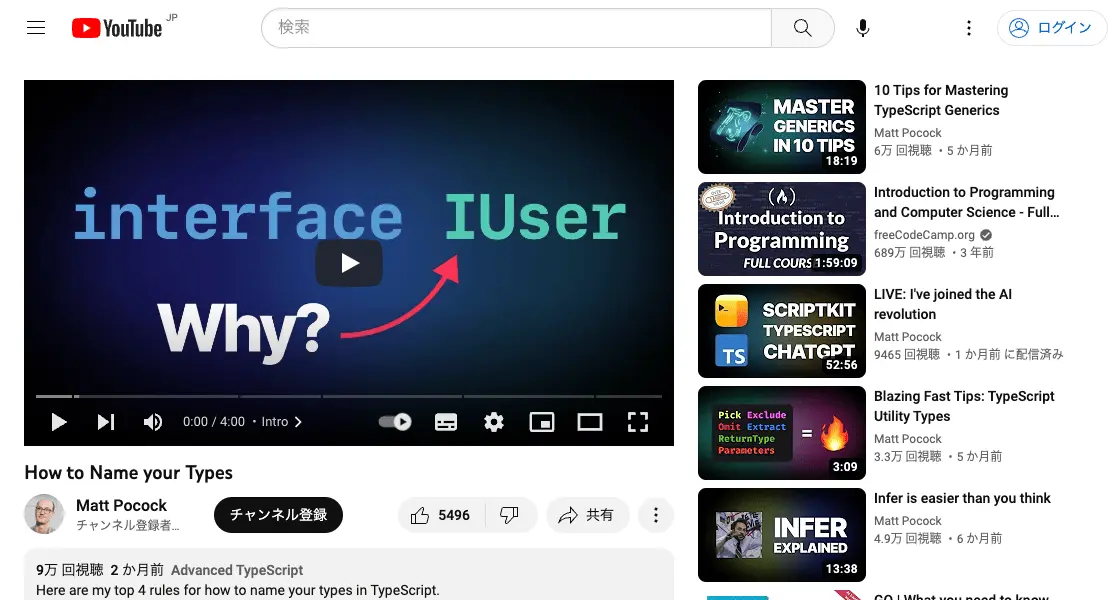 YouTube JP
検索
ログイン
interface IUser
Why?
0:00 / 4:00 ・Intro
How to Name your Types
Matt Pocock
チャンネル登録者...
チャンネル登録
5496
共有
9万 回視聴 2 か月前 Advanced TypeScript
Here are my top 4 rules for how to name your types in TypeScript.
MASTER
GENERICS
IN 10 TIPS
18:19
10 Tips for Mastering
TypeScript Generics
Matt Pocock
6万 回視聴 ・5 か月前
Introduction to
Programming
FULL COURS
1:59:09
Introduction to Programming
and Computer Science - Full...
freeCodeCamp.org
689万 回視聴 ・3 年前
TS
SCRIPTKIT
TYPESCRIPT
CHATGPT
52:56
LIVE: I've joined the AI
revolution
Matt Pocock
9465 回視聴 ・1 か月前 に配信済み
Pick Exclude
Omit Extract
ReturnType
Parameters
=
3:09
Blazing Fast Tips: TypeScript
Utility Types
Matt Pocock
3.3万 回視聴 ・5 か月前
INFER
EXPLAINED
13:38
Infer is easier than you think
Matt Pocock
4.9万 回視聴 ・6 か月前
GO | What you need to know